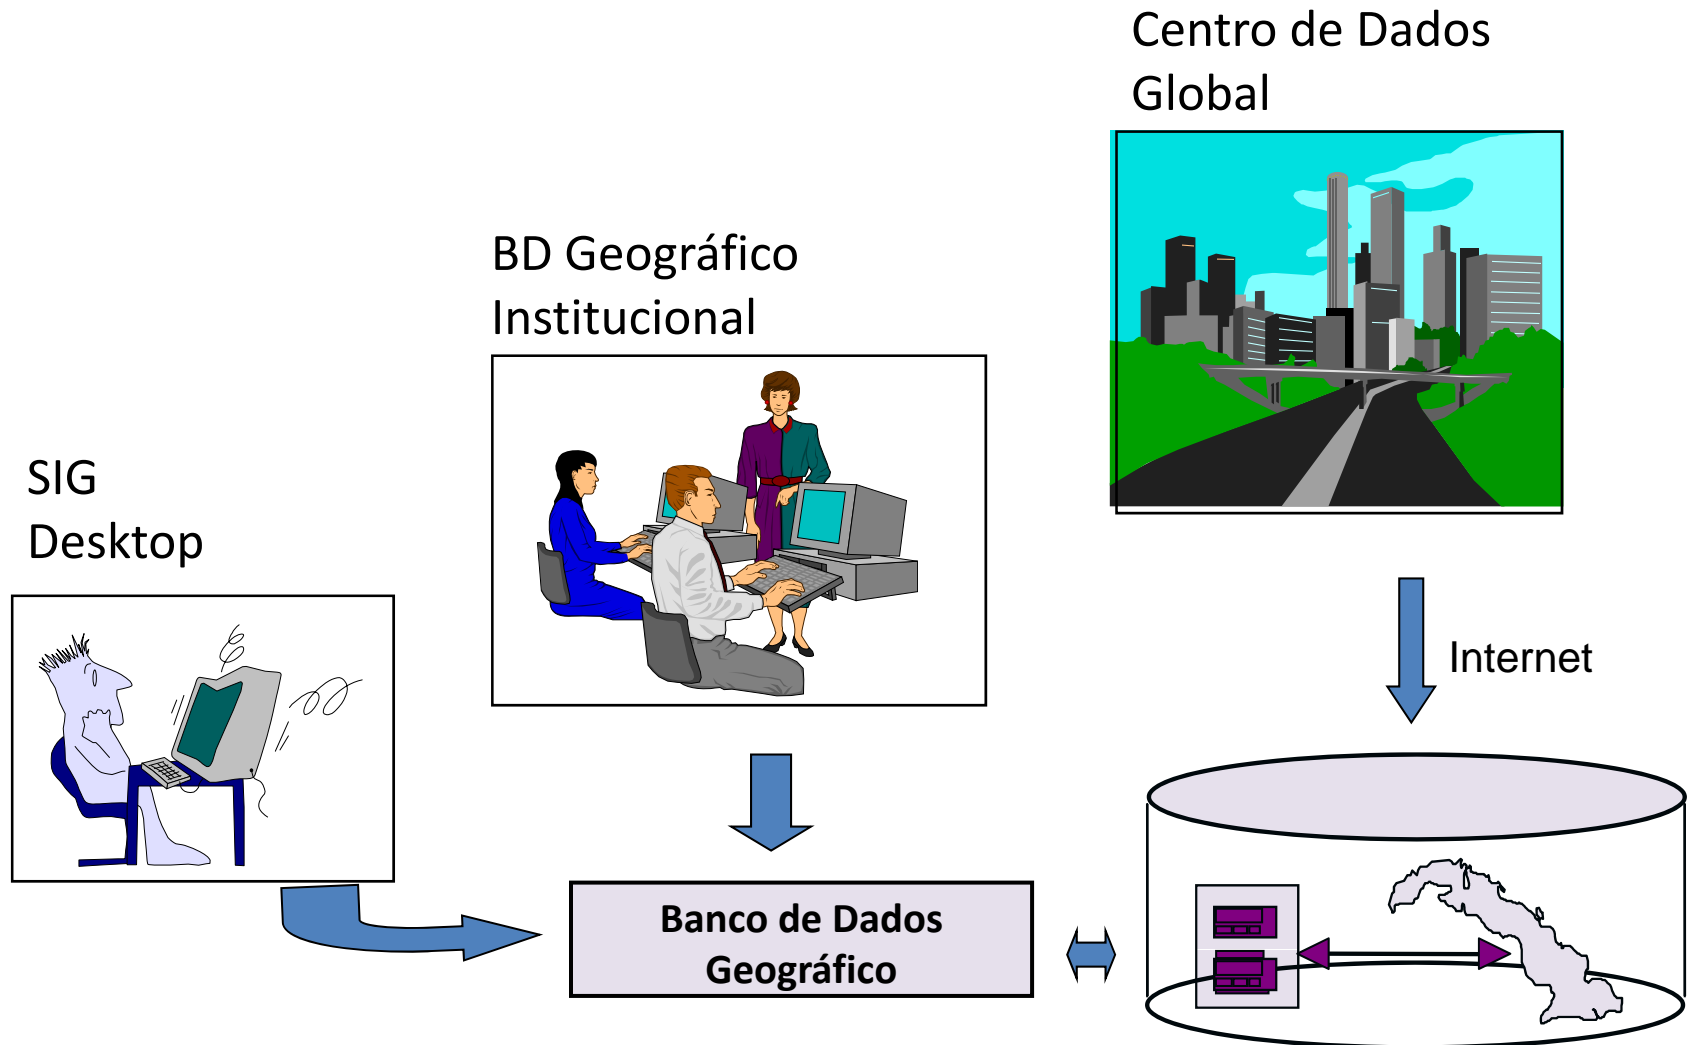 Centro de Dados
Global
BD Geográfico
Institucional
SIG
Desktop
Internet
Banco de Dados
Geográfico